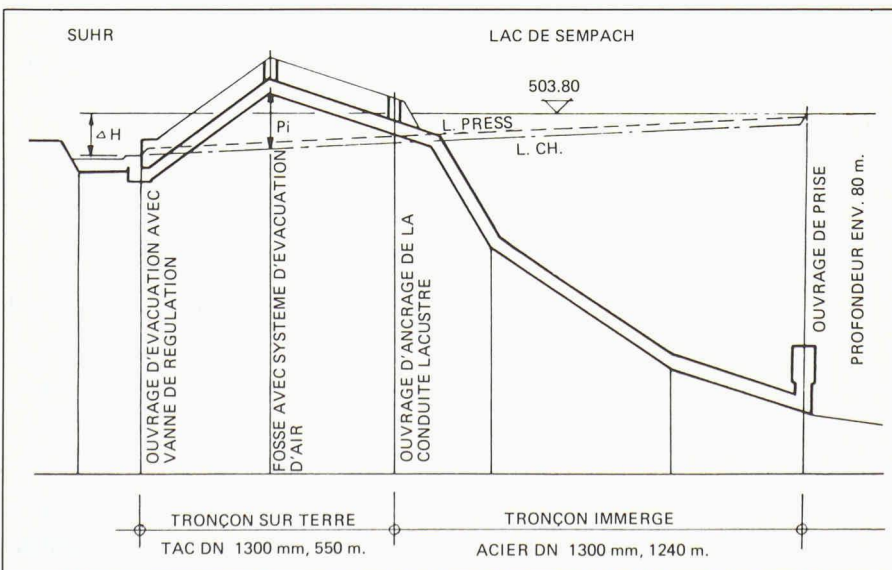 SUHR
LAC DE SEMPACH
503.80
Δ H
Pi
L. PRESS
L. CH.
OUVRAGE D'EVACUATION AVEC
VANNE DE REGULATION
FOSSE AVEC SYSTEME D'EVACUATION
D'AIR
OUVRAGE D'ANCRAGE DE LA
CONDUITE LACUSTRE
OUVRAGE DE PRISE
PROFONDEUR ENV. 80 m.
TRONÇON SUR TERRE
TAC DN 1300 mm, 550 m.
TRONÇON IMMERGE
ACIER DN 1300 mm, 1240 m.